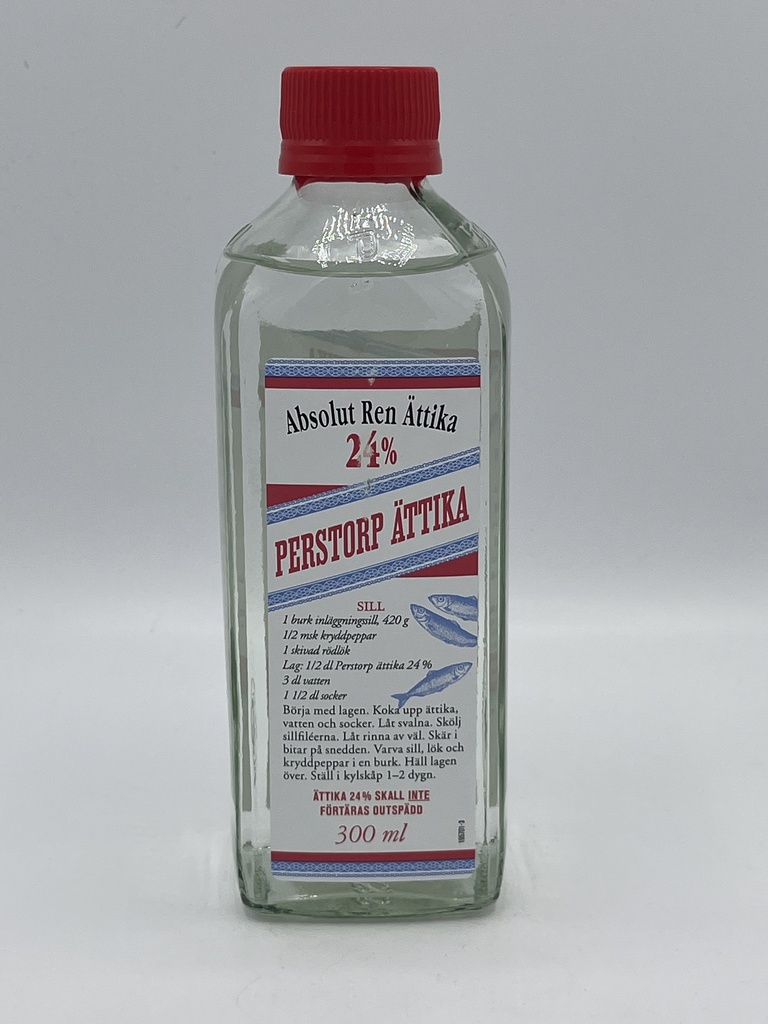 Absolut Ren Ättika
24%
PERSTORP ÄTTIKA
SILL
1 burk inläggningssill, 420 g
1/2 msk kryddpeppar
1 skivad rödlök
Lag: 1/2 dl Perstorp ättika 24 %
3 dl vatten
1 1/2 dl socker
Börja med lagen. Koka upp ättika,
vatten och socker. Låt svalna. Skölj
sillfiléerna. Låt rinna av väl. Skär i
bitar på snedden. Varva sill, lök och
kryddpeppar i en burk. Häll lagen
över. Ställ i kylskåp 1–2 dygn.
ÄTTIKA 24% SKALL INTE
FÖRTÄRAS OUTSPÄDD
300 ml